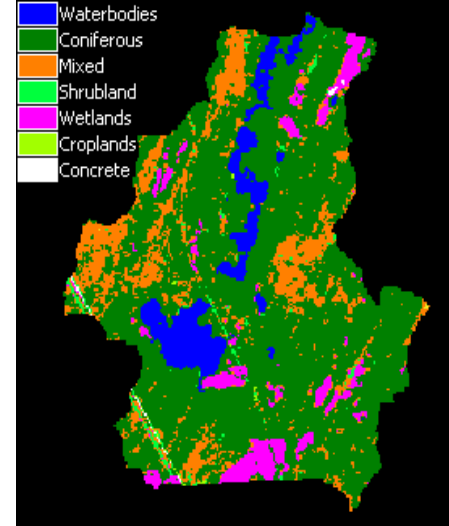 Waterbodies
Coniferous
Mixed
Shrubland
Wetlands
Croplands
Concrete